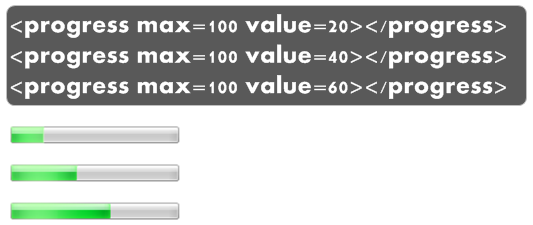 <progress max=100 value=20></progress>
<progress max=100 value=40></progress>
<progress max=100 value=60></progress>